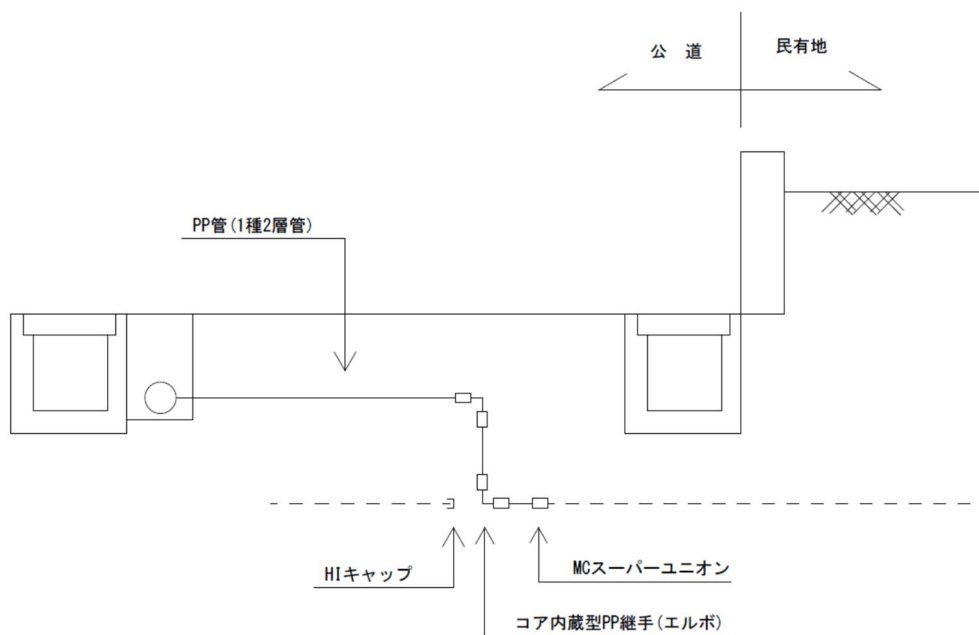 公　道
民有地
PP管(1種2層管)
HIキャップ
MCスーパーユニオン
コア内蔵型PP継手(エルボ)